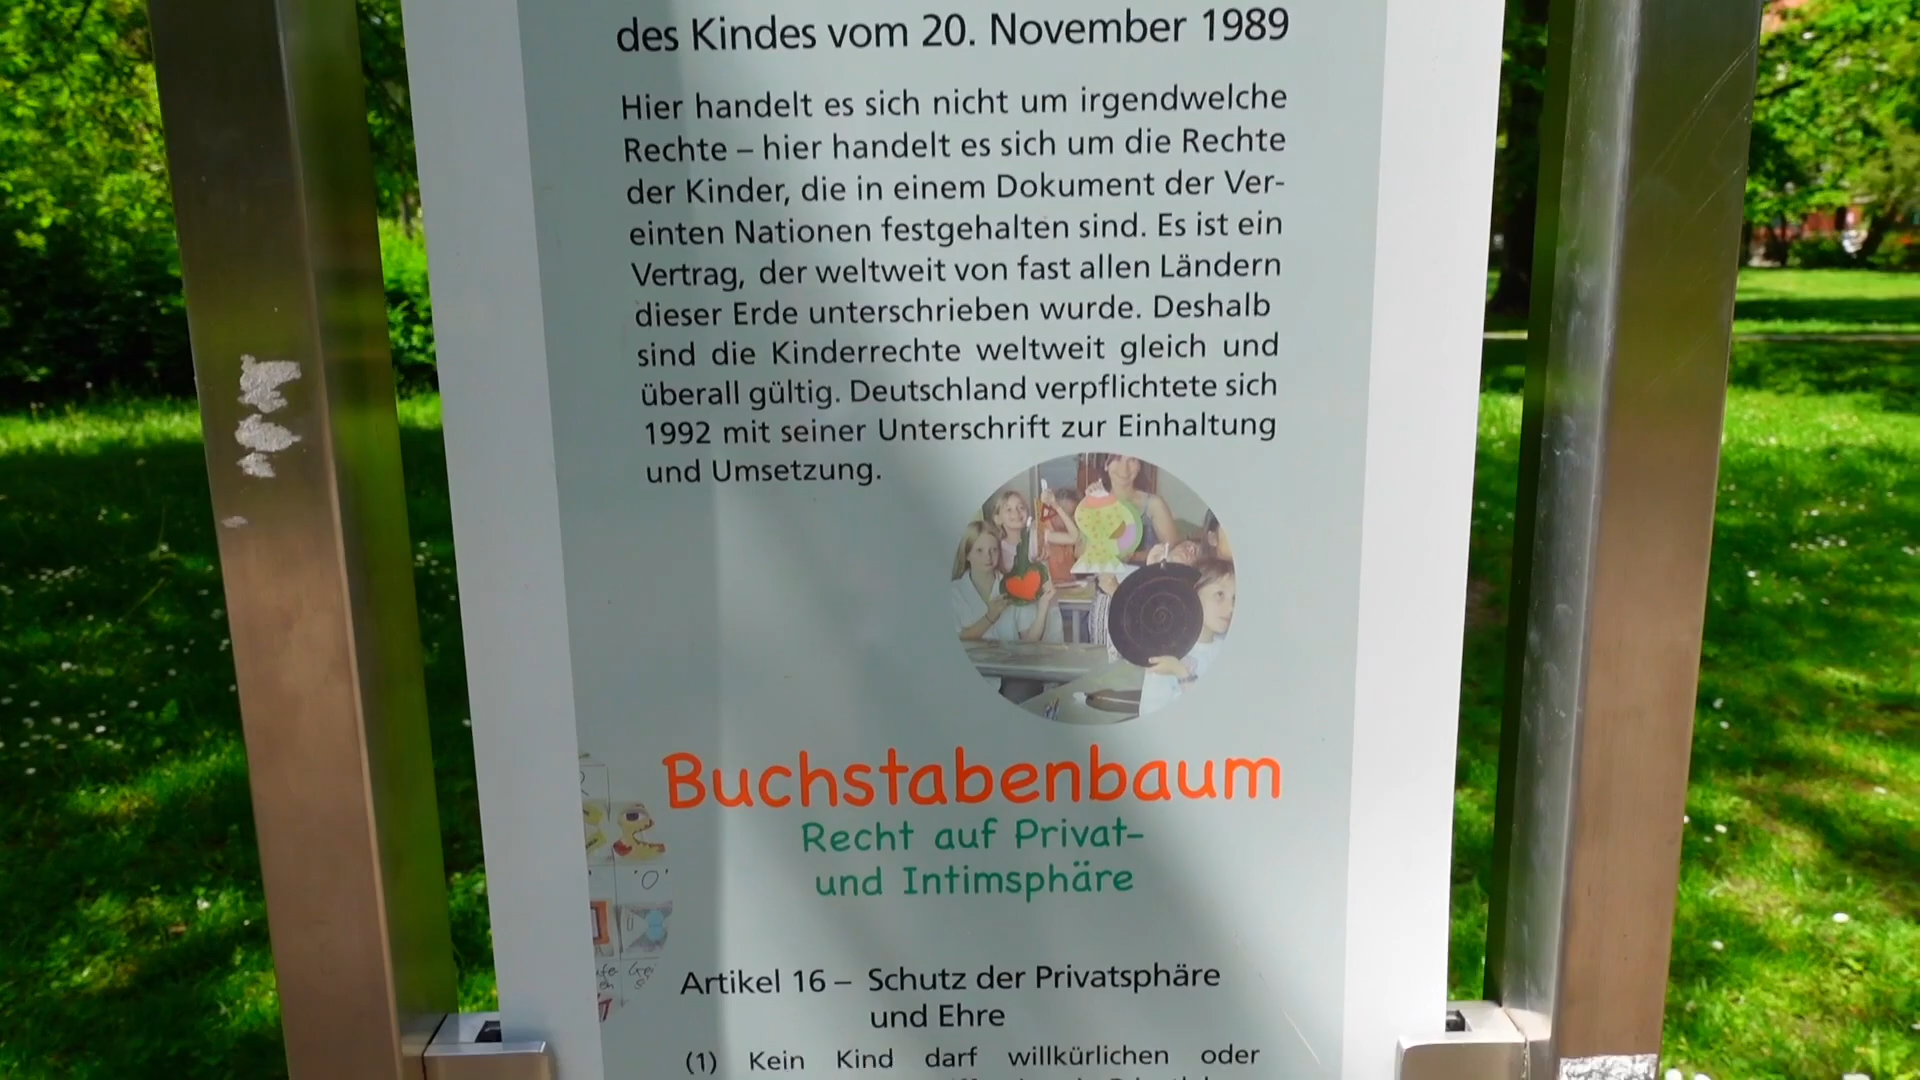 des Kindes vom 20. November 1989
Hier handelt es sich nicht um irgendwelche
Rechte – hier handelt es sich um die Rechte
der Kinder, die in einem Dokument der Ver-
einten Nationen festgehalten sind. Es ist ein
Vertrag, der weltweit von fast allen Ländern
dieser Erde unterschrieben wurde. Deshalb
sind die Kinderrechte weltweit gleich und
überall gültig. Deutschland verpflichtete sich
1992 mit seiner Unterschrift zur Einhaltung
und Umsetzung.
Buchstabenbaum
Recht auf Privat-
und Intimsphäre
'O'
Artikel 16 – Schutz der Privatsphäre
und Ehre
(1) Kein Kind darf willkürlichen oder